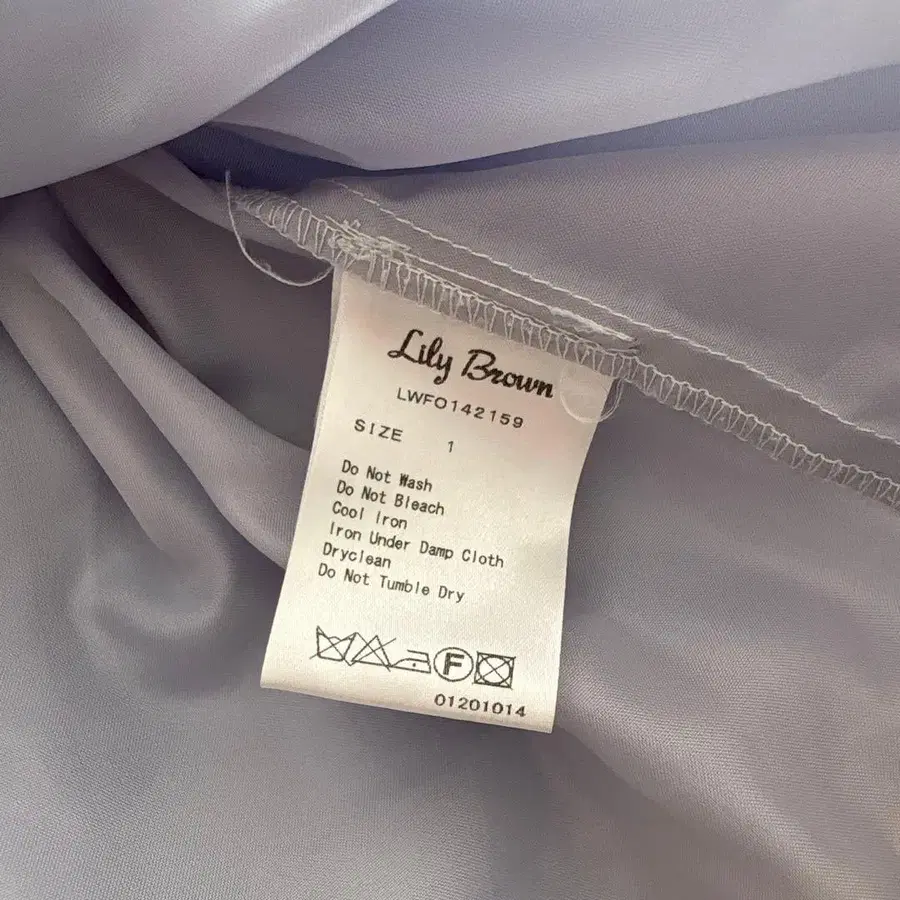 Lily Brown
LWFO142159
SIZE 1
Do Not Wash
Do Not Bleach
Cool Iron
Iron Under Damp Cloth
Dryclean
Do Not Tumble Dry
F
01201014